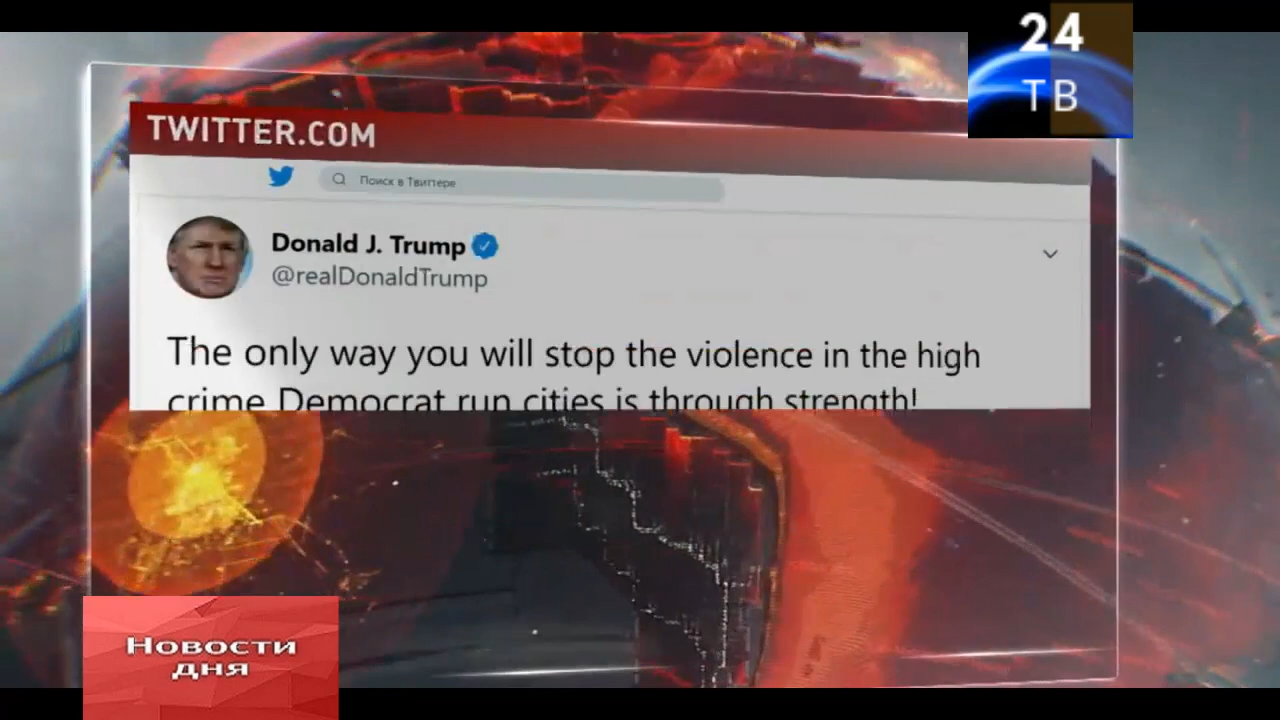 24
ТВ
TWITTER.COM
Поиск в Твиттере
Donald J. Trump
@realDonaldTrump
The only way you will stop the violence in the high
crime Democrat run cities is through strength!
Новости
дня